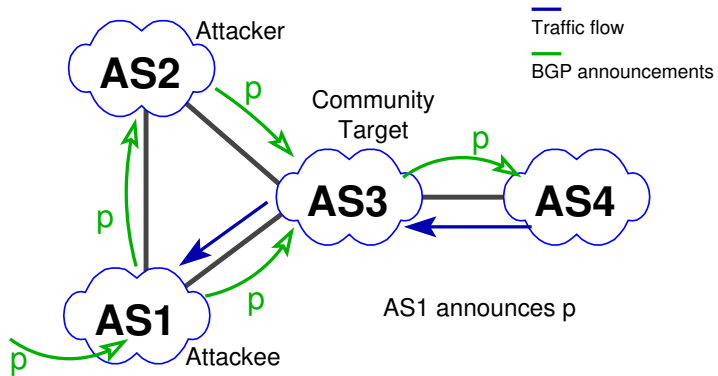 Attacker
Traffic flow
BGP announcements
AS2
p
p
Community
Target
p
AS3
AS4
p
p
AS1 announces p
AS1
Attackee
p